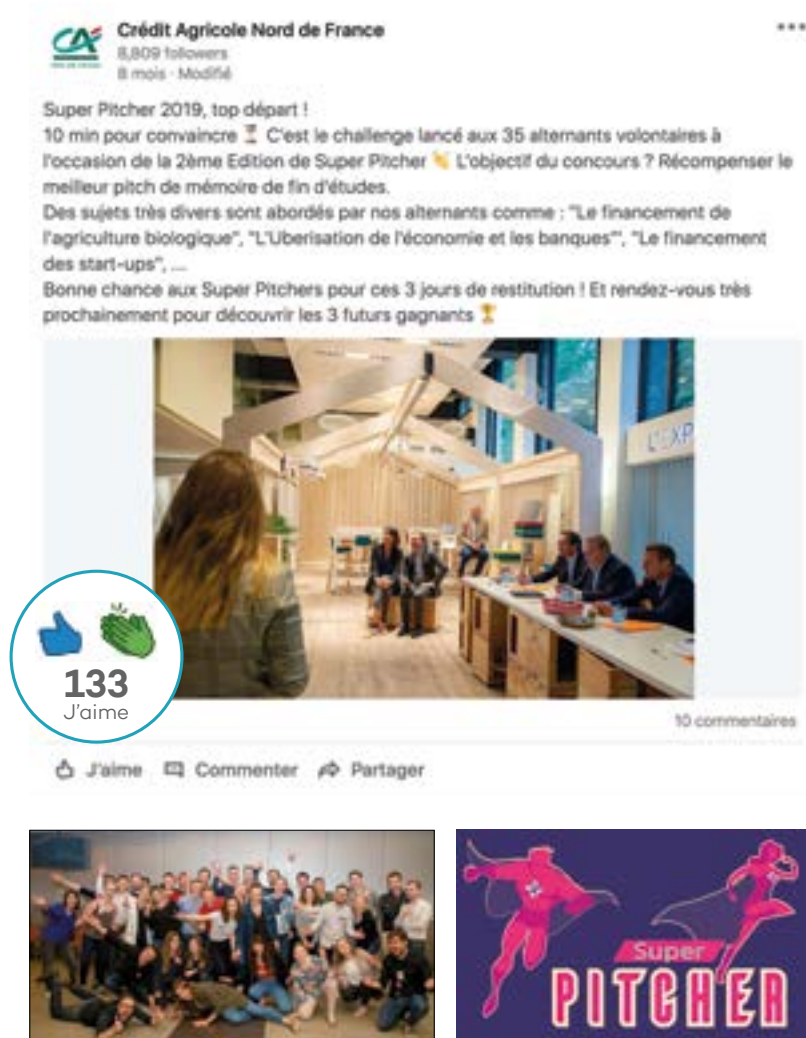 Crédit Agricole Nord de France
8,809 followers
8 mois · Modifié
Super Pitcher 2019, top départ !
10 min pour convaincre ⏳ C'est le challenge lancé aux 35 alternants volontaires à
l'occasion de la 2ème Edition de Super Pitcher 👏 L'objectif du concours ? Récompenser le
meilleur pitch de mémoire de fin d'études.
Des sujets très divers sont abordés par nos alternants comme : "Le financement de
l'agriculture biologique", "L'Uberisation de l'économie et les banques"", "Le financement
des start-ups", ...
Bonne chance aux Super Pitchers pour ces 3 jours de restitution ! Et rendez-vous très
prochainement pour découvrir les 3 futurs gagnants 🏆
L'EXP
133
J'aime
10 commentaires
J'aime Commenter Partager
Super
PITCHER